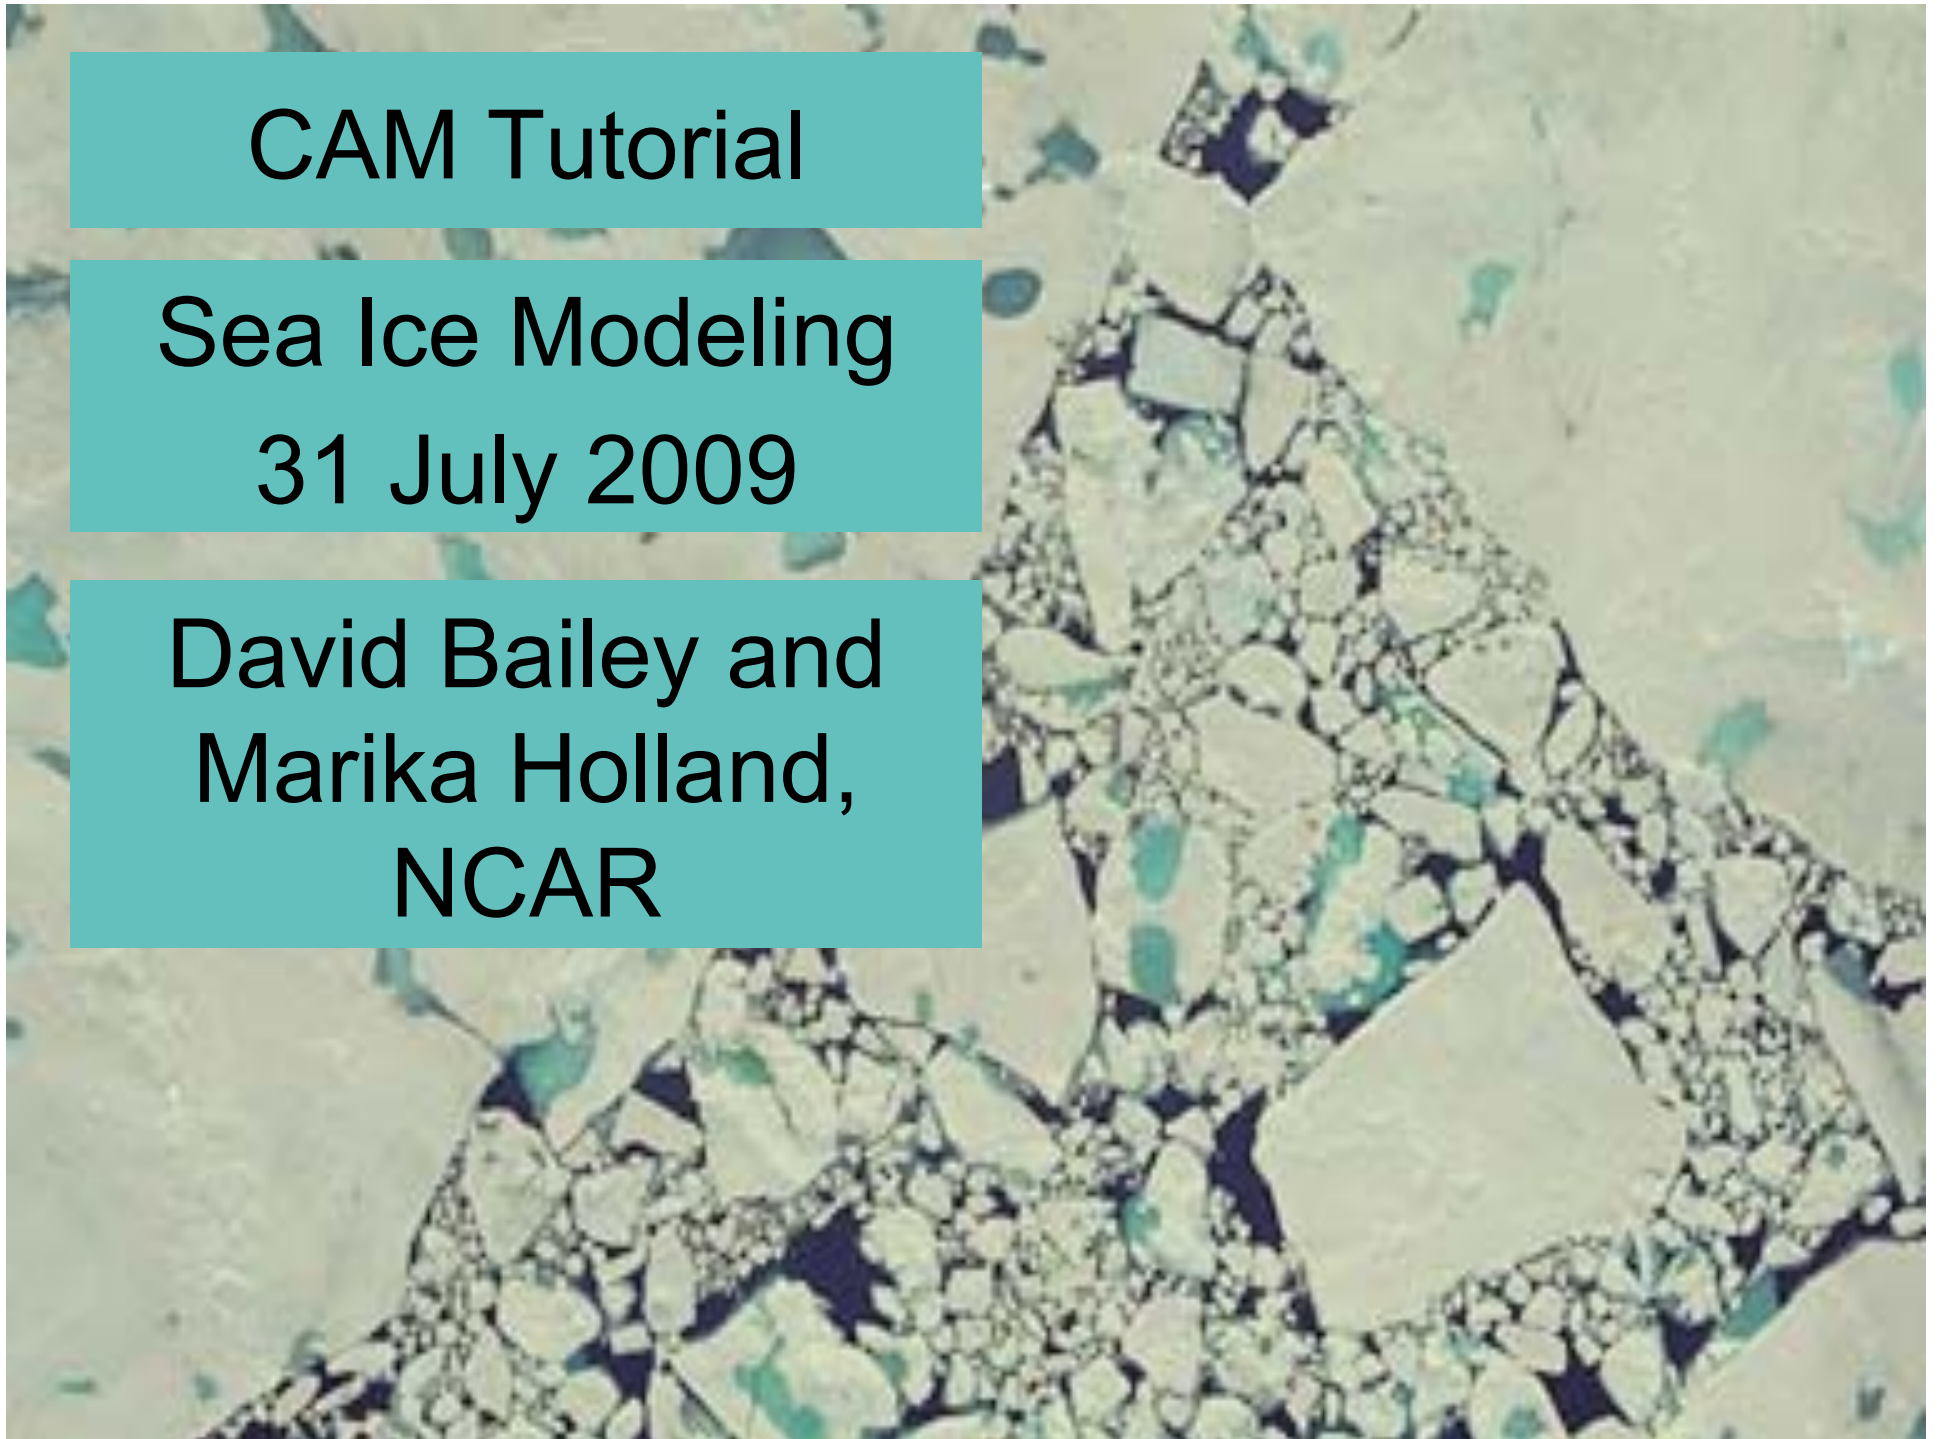 CAM Tutorial
Sea Ice Modeling
31 July 2009
David Bailey and
Marika Holland,
NCAR